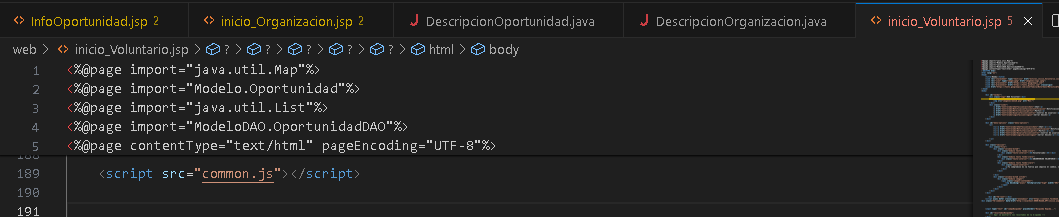 InfoOportunidad.jsp 2 inicio_Organizacion.jsp 2 DescripcionOportunidad.java DescripcionOrganizacion.java inicio_Voluntario.jsp 5
web > inicio_Voluntario.jsp > ? > ? > ? > ? > ? > html > body
1 <%@page import="java.util.Map"%>
2 <%@page import="Modelo.Oportunidad"%>
3 <%@page import="java.util.List"%>
4 <%@page import="ModeloDAO.OportunidadDAO"%>
5 <%@page contentType="text/html" pageEncoding="UTF-8"%>
189 <script src="common.js"></script>
190
191